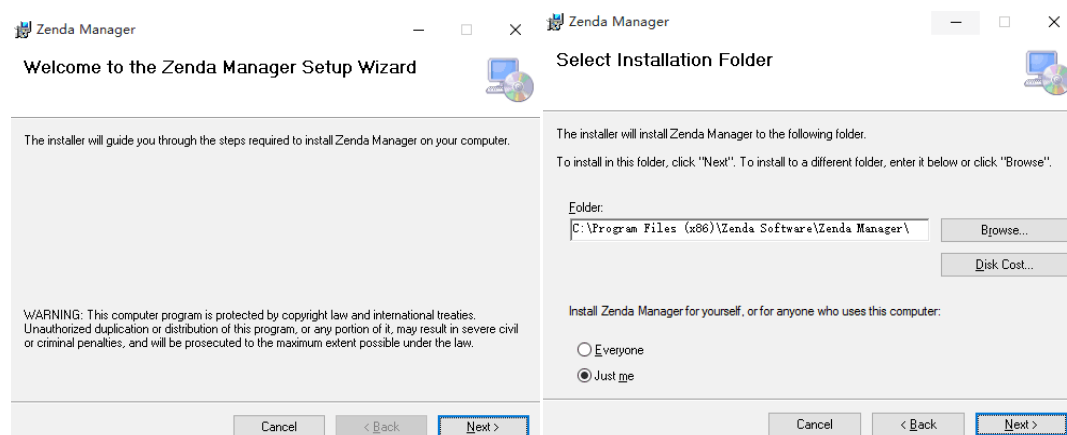 Zenda Manager
Welcome to the Zenda Manager Setup Wizard
The installer will guide you through the steps required to install Zenda Manager on your computer.
WARNING: This computer program is protected by copyright law and international treaties.
Unauthorized duplication or distribution of this program, or any portion of it, may result in severe civil
or criminal penalties, and will be prosecuted to the maximum extent possible under the law.
Cancel
< Back
Next >
Zenda Manager
Select Installation Folder
The installer will install Zenda Manager to the following folder.
To install in this folder, click "Next". To install to a different folder, enter it below or click "Browse".
Folder:
C:\Program Files (x86)\Zenda Software\Zenda Manager\
Browse...
Disk Cost...
Install Zenda Manager for yourself, or for anyone who uses this computer:
Everyone
Just me
Cancel
< Back
Next >